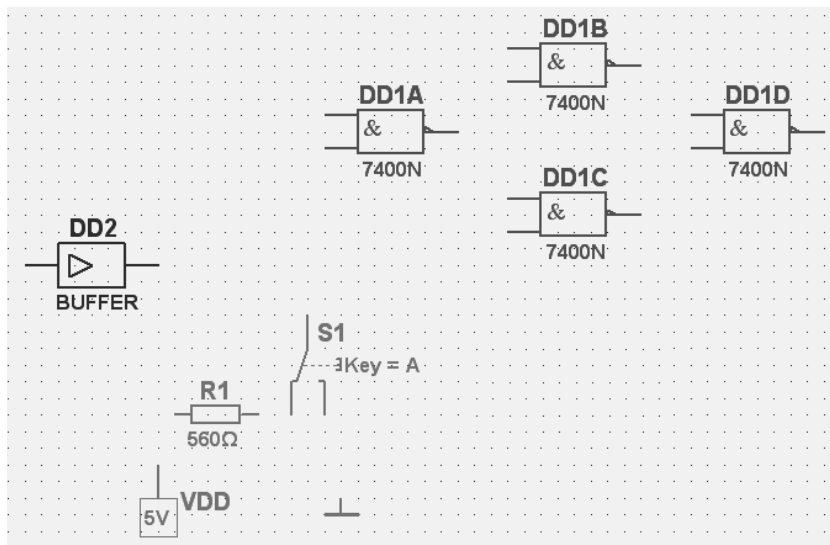 DD1B
&
7400N
DD1A
&
7400N
DD1D
&
7400N
DD1C
&
7400N
DD2
BUFFER
S1
Key = A
R1
560Ω
VDD
5V